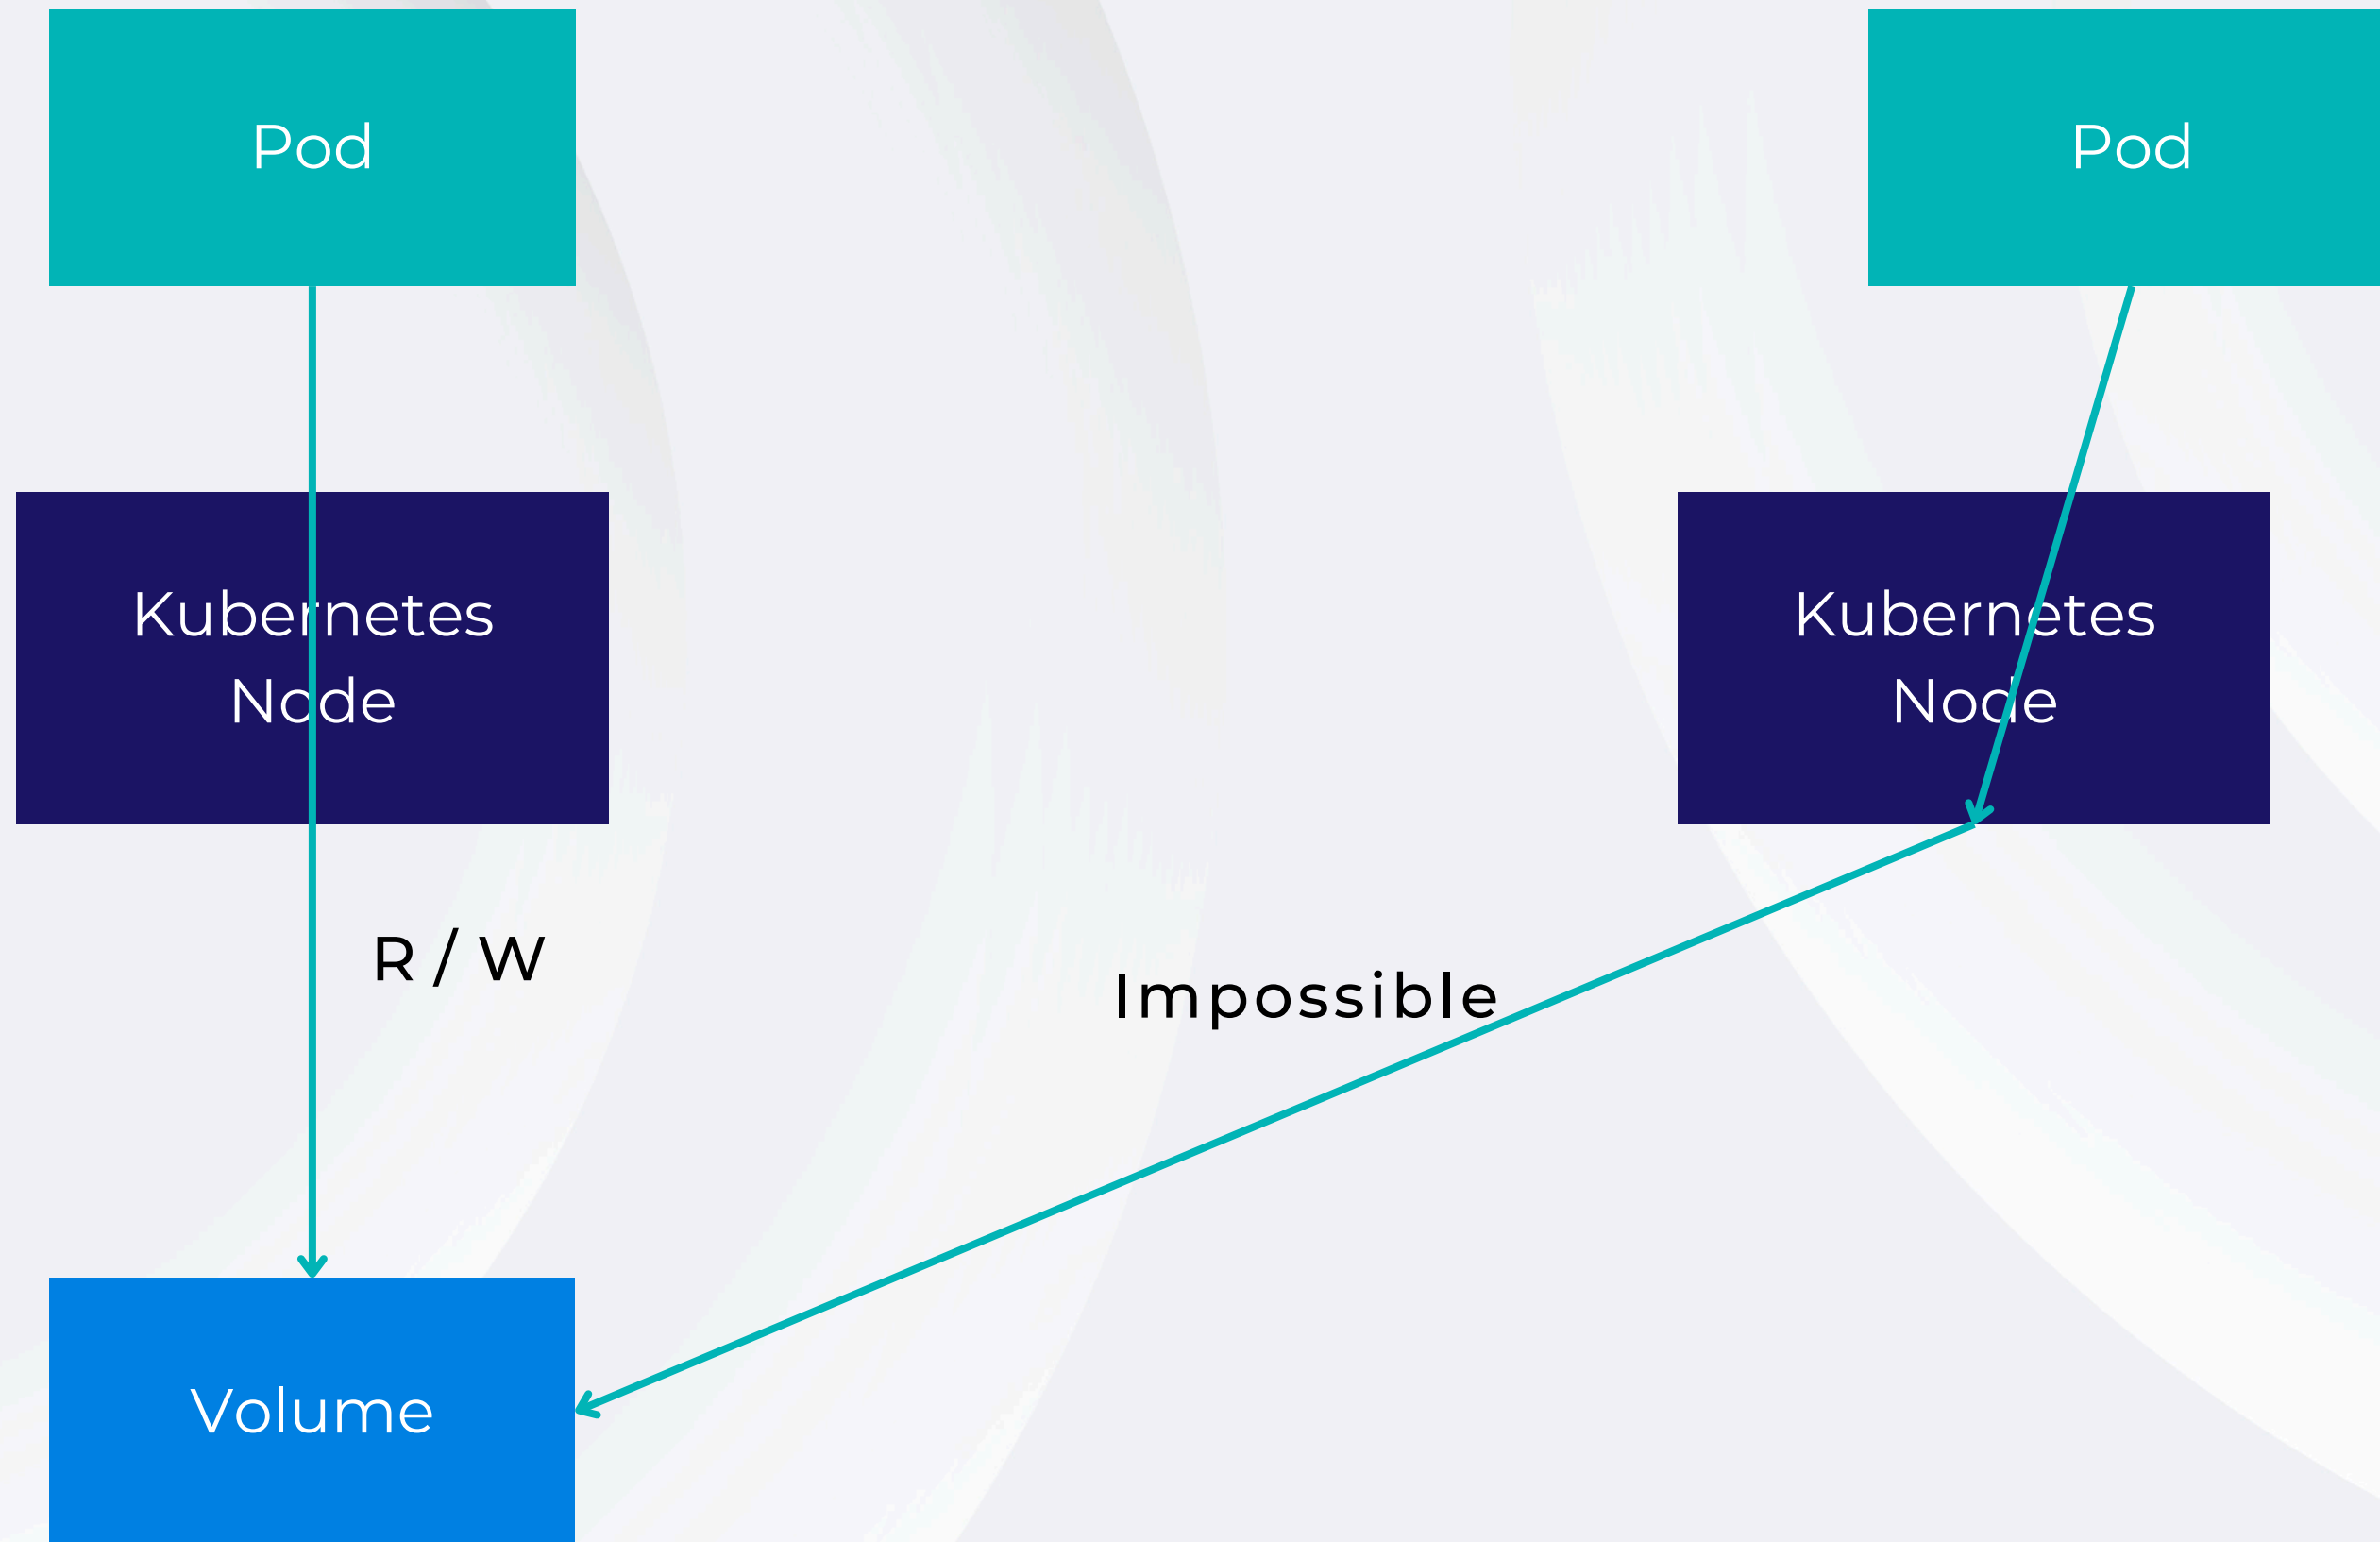 Pod
Pod
Kubernetes
Node
Kubernetes
Node
R / W
Impossible
Volume